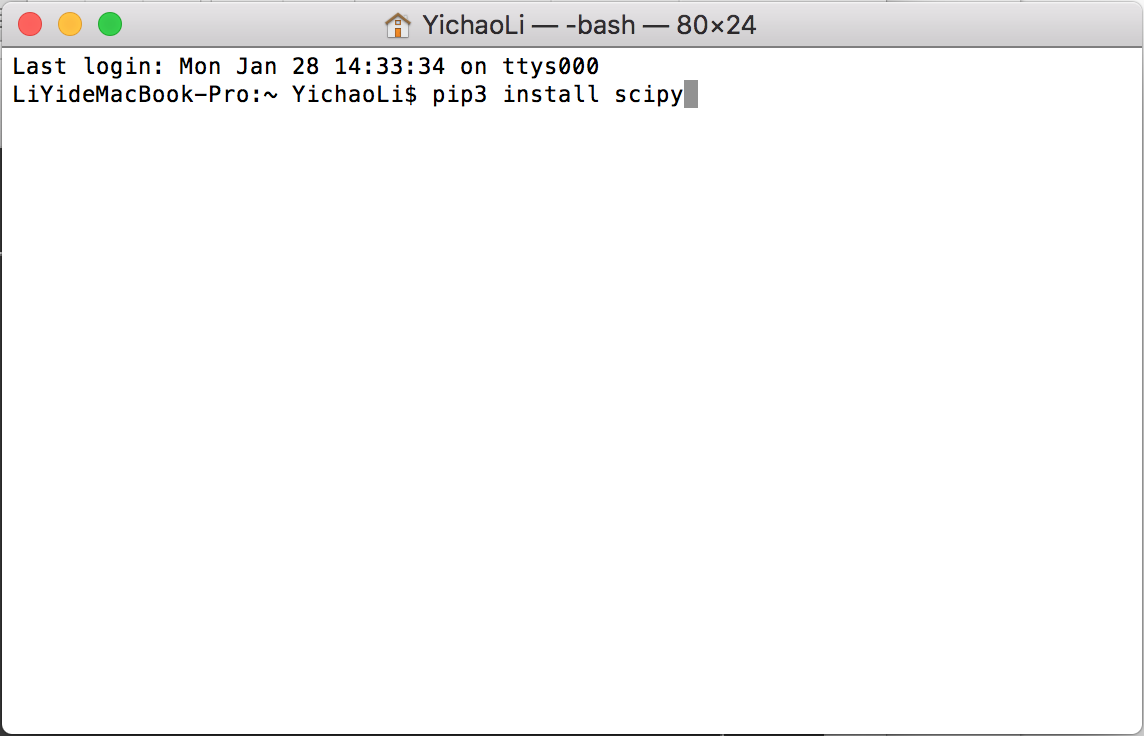 YichaoLi — -bash — 80×24
Last login: Mon Jan 28 14:33:34 on ttys000
LiYideMacBook-Pro:~ YichaoLi$ pip3 install scipy